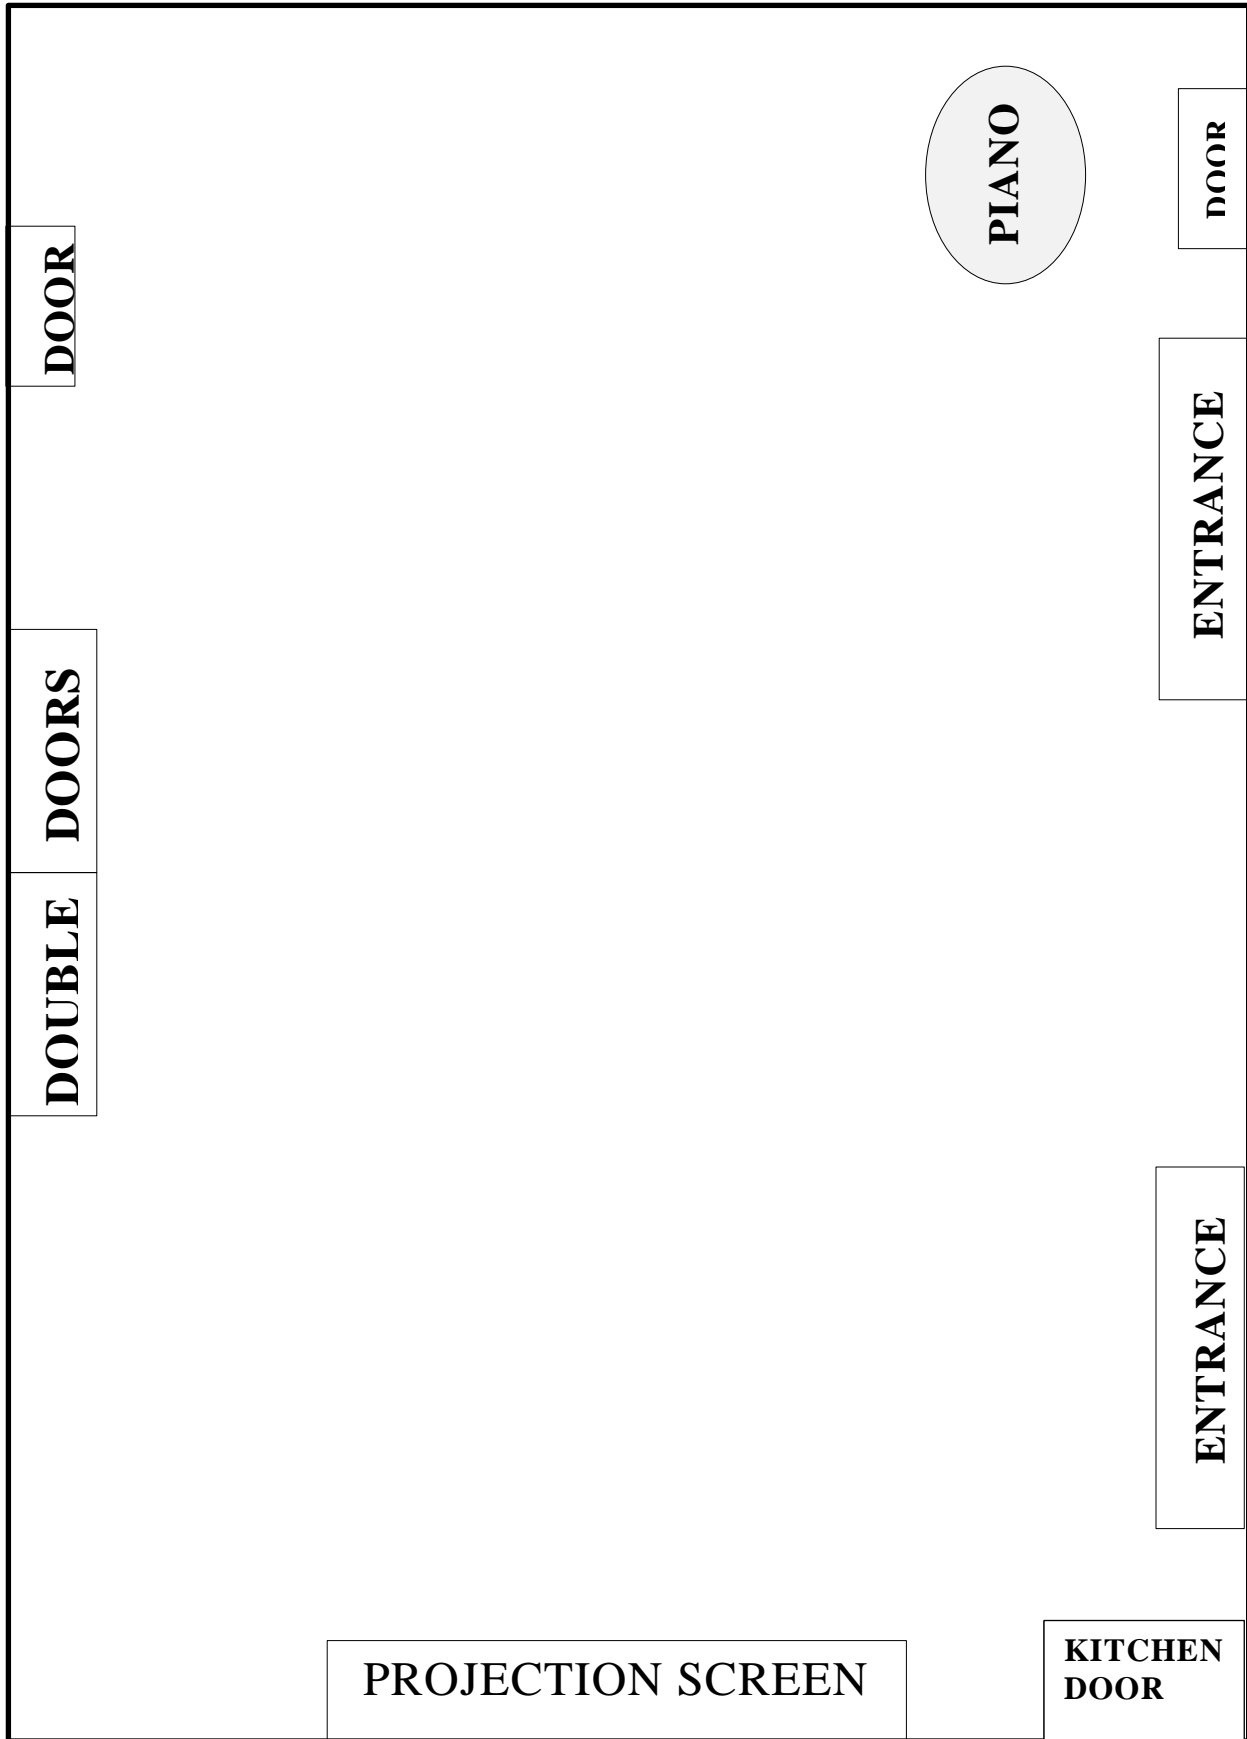 PIANO
DOOR
DOOR
ENTRANCE
DOUBLE DOORS
ENTRANCE
PROJECTION SCREEN
KITCHEN
DOOR